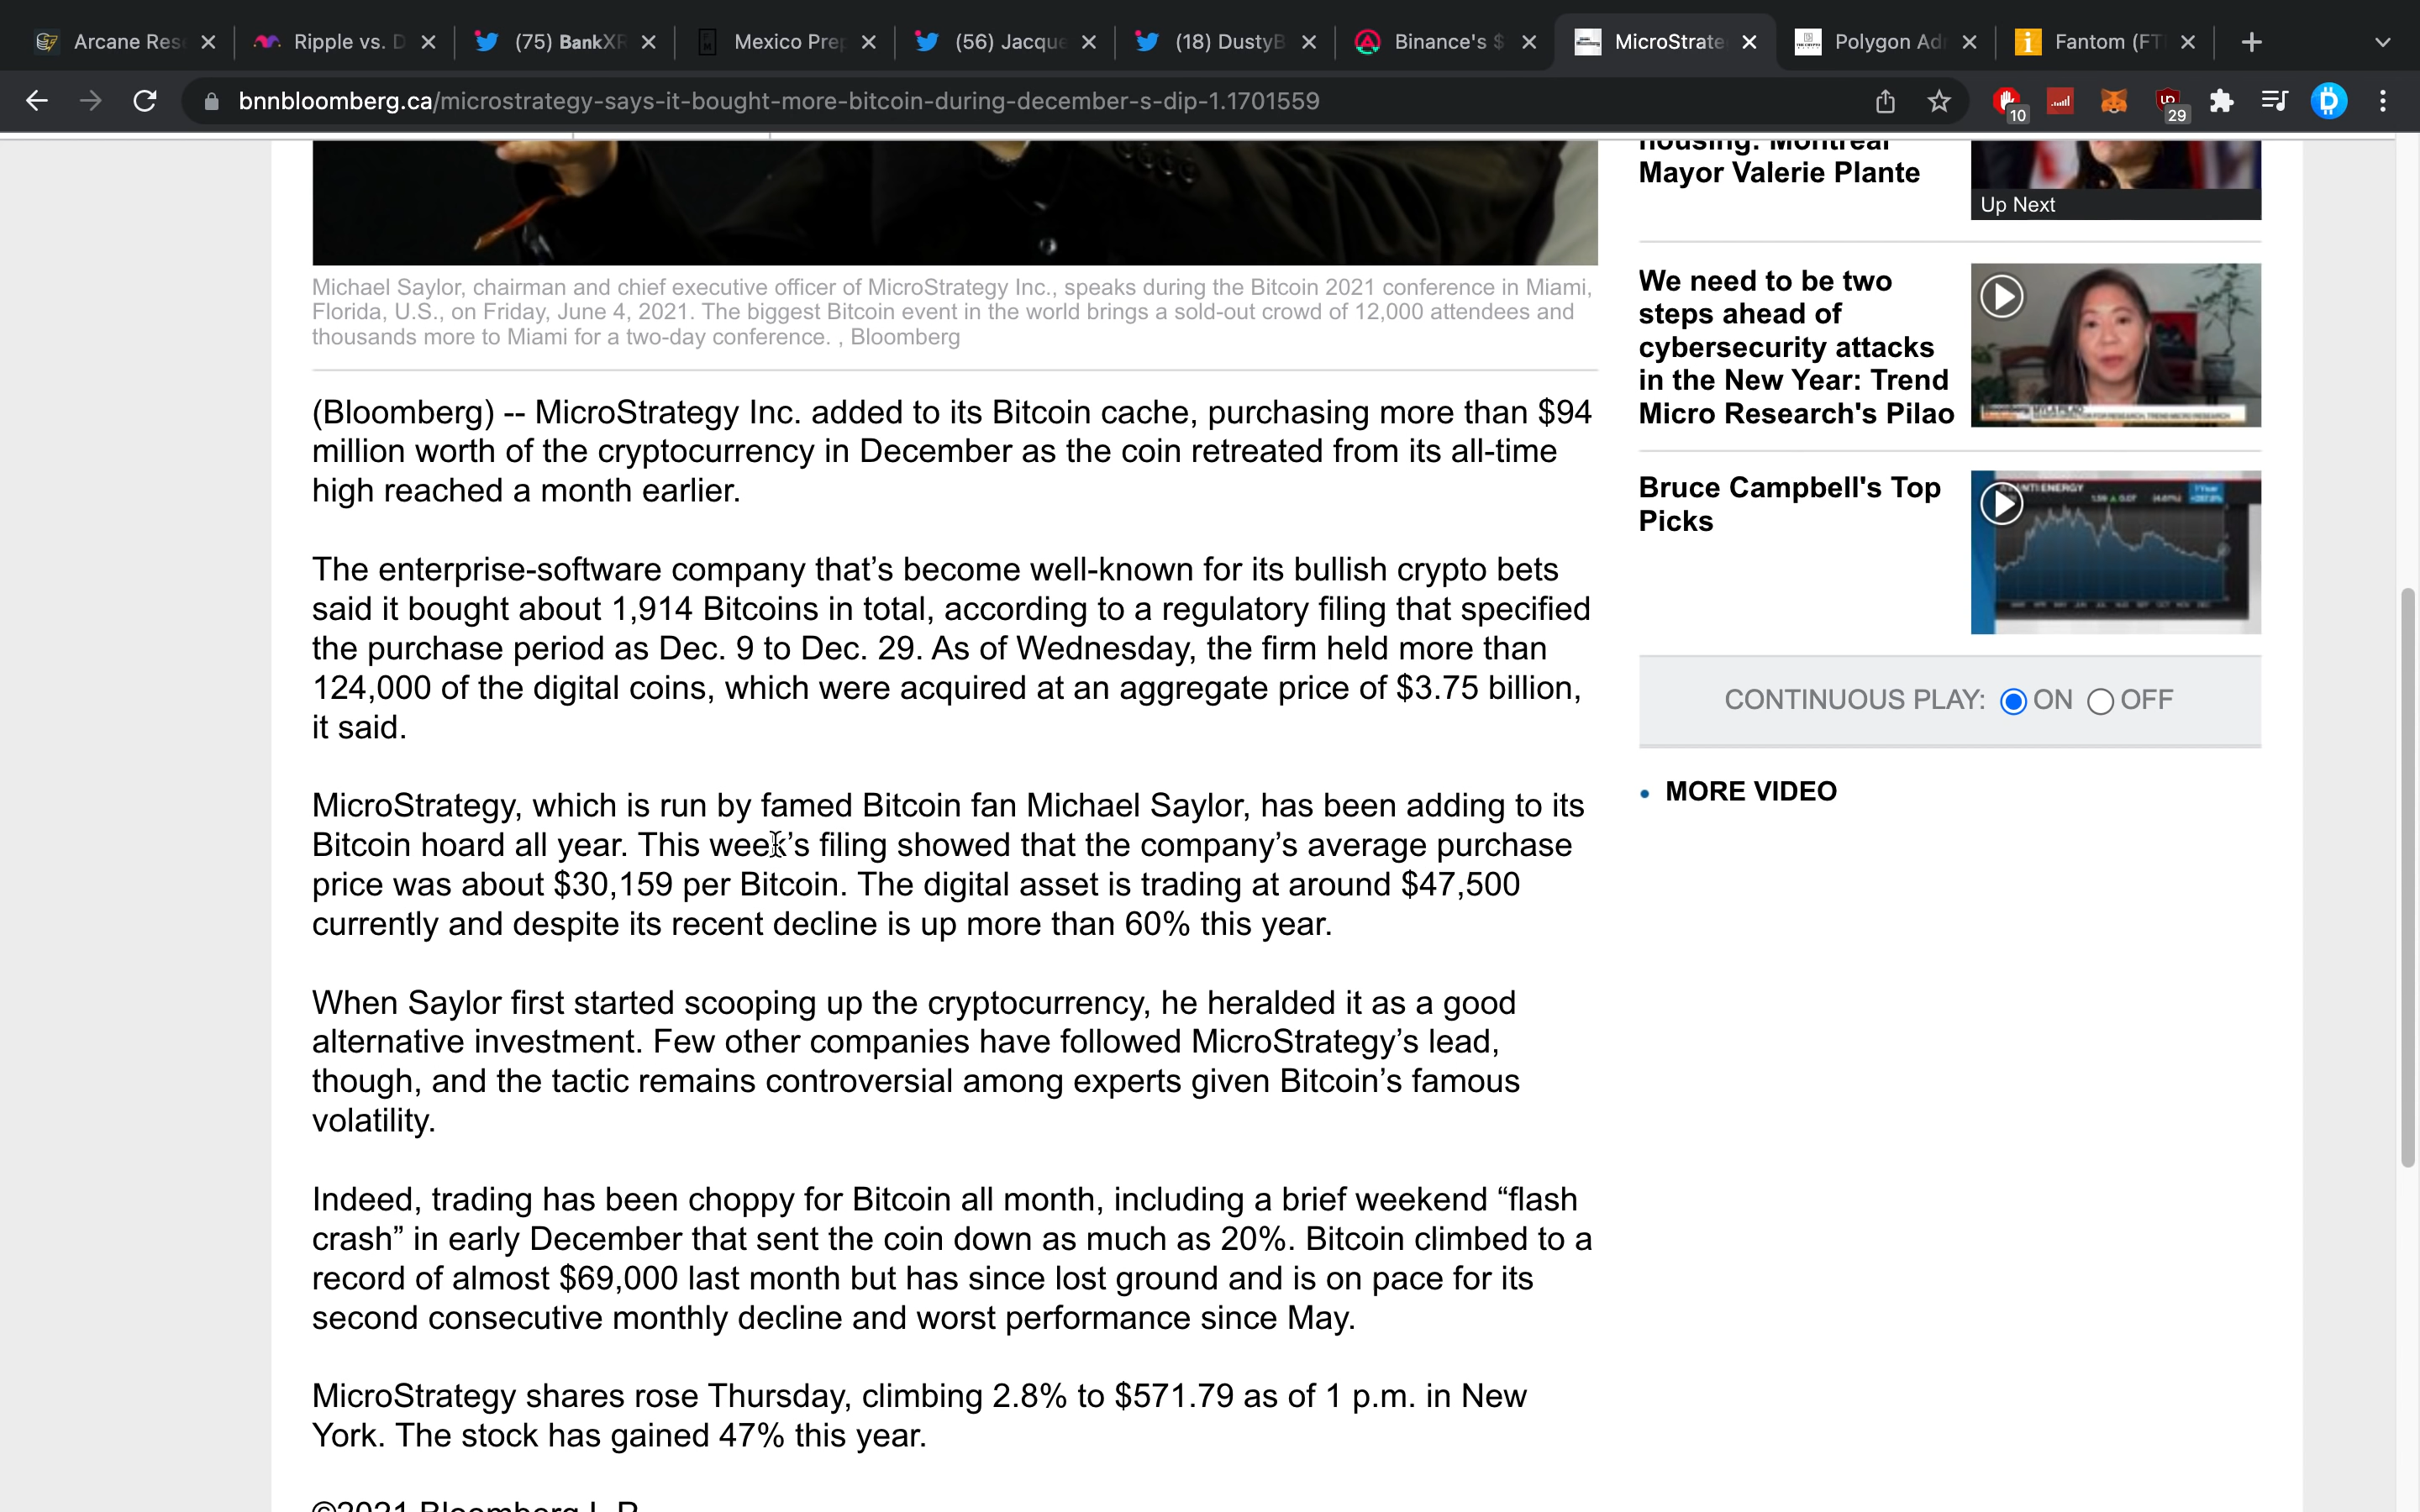 Arcane Res
Ripple vs. D
(75) BankXR
Mexico Prep
(56) Jacque
(18) DustyB
Binance's $
MicroStrate
Polygon Ad
Fantom (FT
bnnbloomberg.ca/microstrategy-says-it-bought-more-bitcoin-during-december-s-dip-1.1701559
10
29
Michael Saylor, chairman and chief executive officer of MicroStrategy Inc., speaks during the Bitcoin 2021 conference in Miami,
Florida, U.S., on Friday, June 4, 2021. The biggest Bitcoin event in the world brings a sold-out crowd of 12,000 attendees and
thousands more to Miami for a two-day conference. , Bloomberg
(Bloomberg) -- MicroStrategy Inc. added to its Bitcoin cache, purchasing more than $94
million worth of the cryptocurrency in December as the coin retreated from its all-time
high reached a month earlier.
The enterprise-software company that’s become well-known for its bullish crypto bets
said it bought about 1,914 Bitcoins in total, according to a regulatory filing that specified
the purchase period as Dec. 9 to Dec. 29. As of Wednesday, the firm held more than
124,000 of the digital coins, which were acquired at an aggregate price of $3.75 billion,
it said.
MicroStrategy, which is run by famed Bitcoin fan Michael Saylor, has been adding to its
Bitcoin hoard all year. This week’s filing showed that the company’s average purchase
price was about $30,159 per Bitcoin. The digital asset is trading at around $47,500
currently and despite its recent decline is up more than 60% this year.
When Saylor first started scooping up the cryptocurrency, he heralded it as a good
alternative investment. Few other companies have followed MicroStrategy’s lead,
though, and the tactic remains controversial among experts given Bitcoin’s famous
volatility.
Indeed, trading has been choppy for Bitcoin all month, including a brief weekend “flash
crash” in early December that sent the coin down as much as 20%. Bitcoin climbed to a
record of almost $69,000 last month but has since lost ground and is on pace for its
second consecutive monthly decline and worst performance since May.
MicroStrategy shares rose Thursday, climbing 2.8% to $571.79 as of 1 p.m. in New
York. The stock has gained 47% this year.
©2021 Bloomberg L.P.
housing: Montreal
Mayor Valerie Plante
Up Next
We need to be two
steps ahead of
cybersecurity attacks
in the New Year: Trend
Micro Research's Pilao
Bruce Campbell's Top
Picks
CONTINUOUS PLAY: ON OFF
• MORE VIDEO